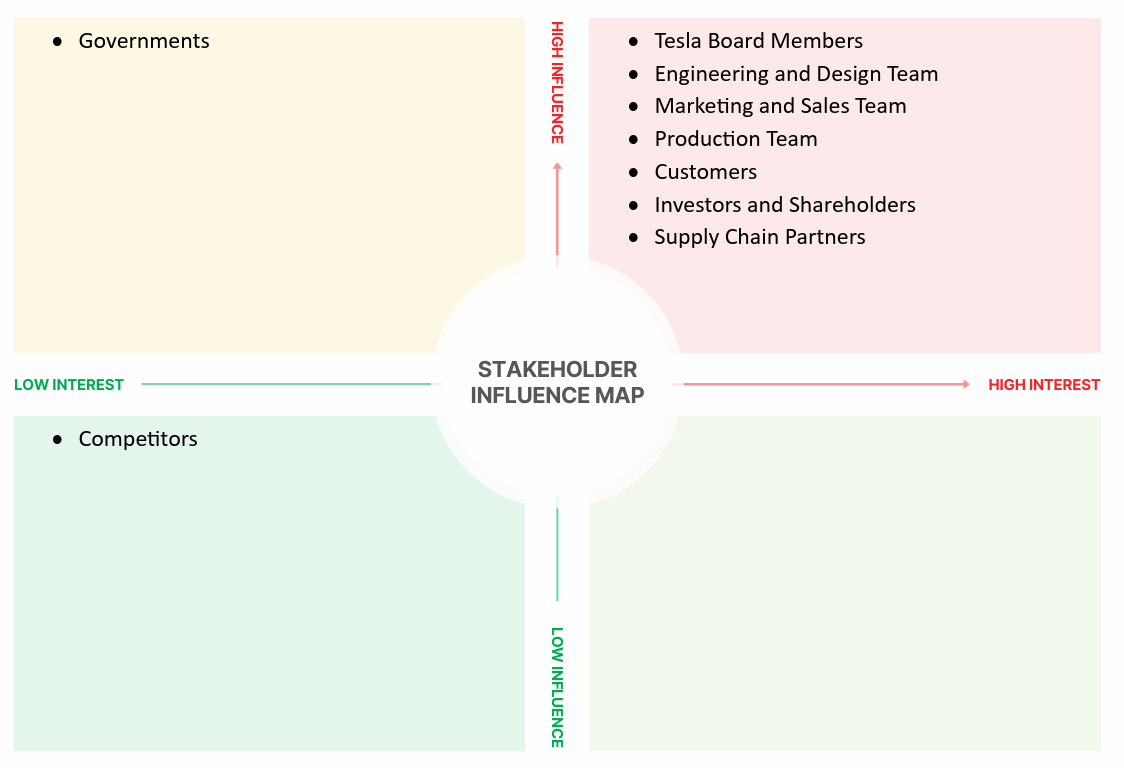 Governments
HIGH INFLUENCE
Tesla Board Members
Engineering and Design Team
Marketing and Sales Team
Production Team
Customers
Investors and Shareholders
Supply Chain Partners
LOW INTEREST
STAKEHOLDER
INFLUENCE MAP
HIGH INTEREST
Competitors
LOW INFLUENCE